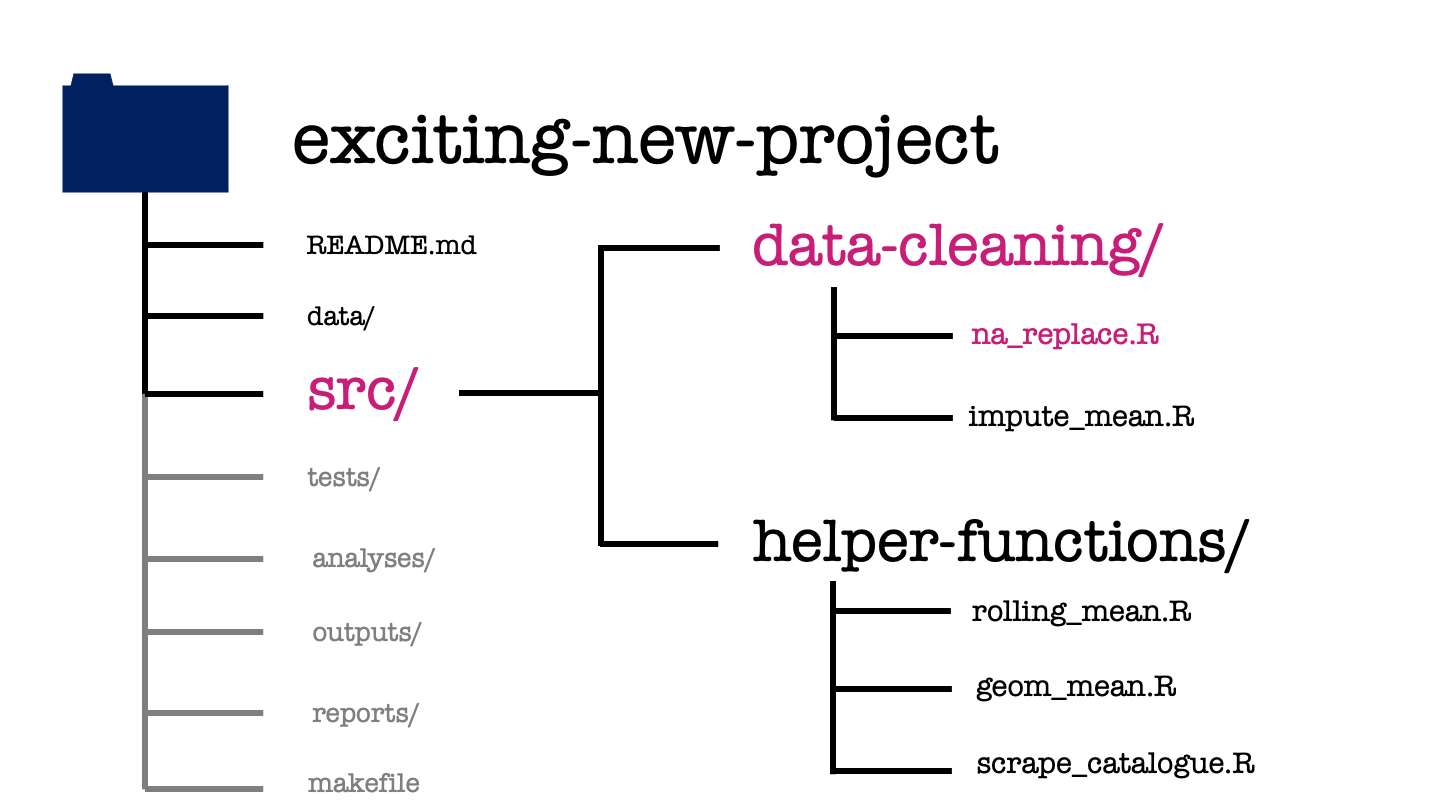 exciting-new-project
README.md
data/
src/
tests/
analyses/
outputs/
reports/
makefile
data-cleaning/
na_replace.R
impute_mean.R
helper-functions/
rolling_mean.R
geom_mean.R
scrape_catalogue.R